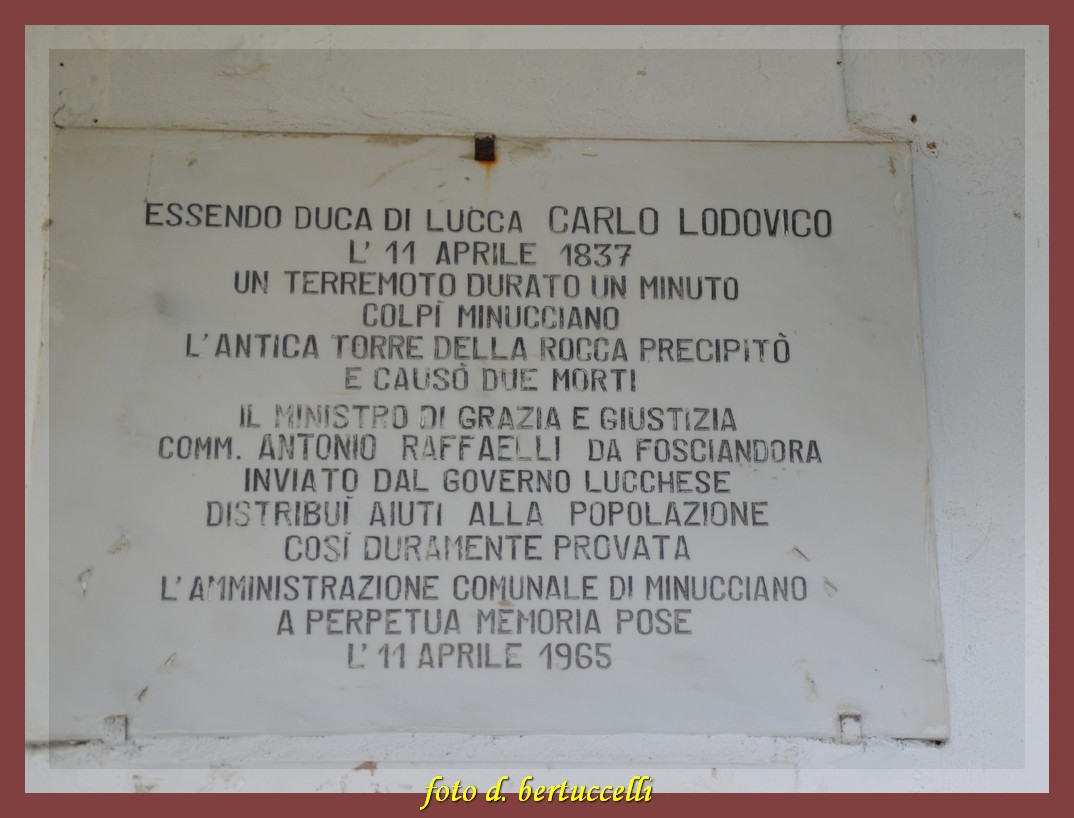 ESSENDO DUCA DI LUCCA CARLO LODOVICO
L' 11 APRILE 1837
UN TERREMOTO DURATO UN MINUTO
COLPÌ MINUCCIANO
L'ANTICA TORRE DELLA ROCCA PRECIPITÒ
E CAUSÒ DUE MORTI
IL MINISTRO DI GRAZIA E GIUSTIZIA
COMM. ANTONIO RAFFAELLI DA FOSCIANDORA
INVIATO DAL GOVERNO LUCCHESE
DISTRIBUÌ AIUTI ALLA POPOLAZIONE
COSÌ DURAMENTE PROVATA
L'AMMINISTRAZIONE COMUNALE DI MINUCCIANO
A PERPETUA MEMORIA POSE
L' 11 APRILE 1965
foto d. bertuccelli